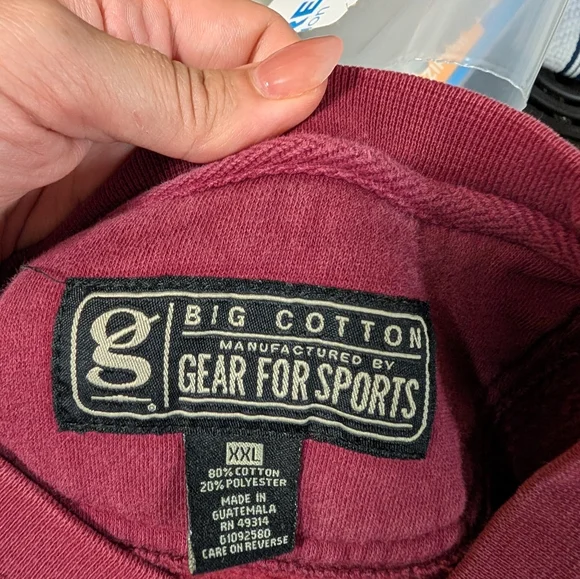 g
BIG COTTON
MANUFACTURED BY
GEAR FOR SPORTS
®
XXL
80% COTTON
20% POLYESTER
MADE IN
GUATEMALA
RN 49314
G1092580
CARE ON REVERSE